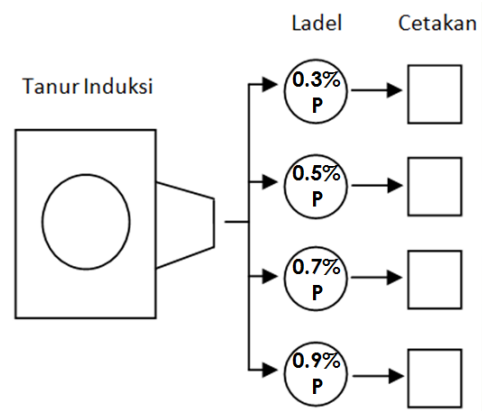 Ladel
Cetakan
Tanur Induksi
0.3%
P
0.5%
P
0.7%
P
0.9%
P